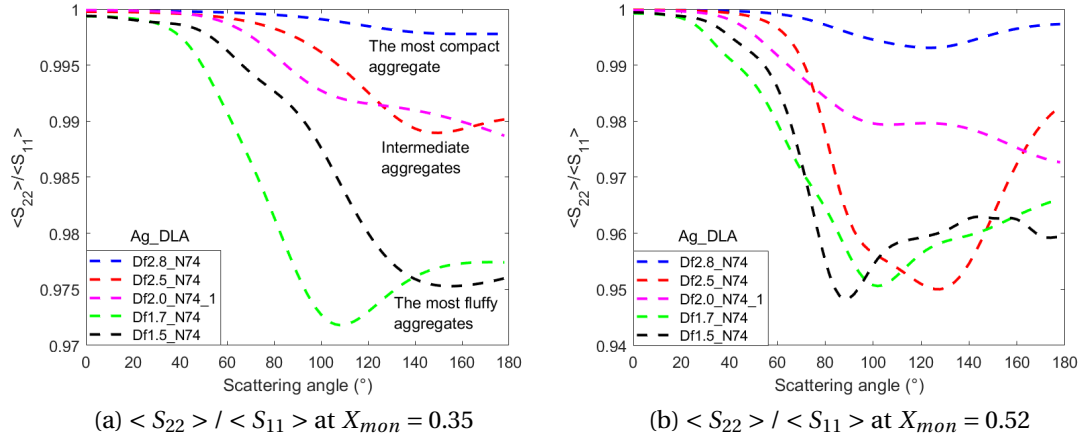 1
0.995
0.99
0.985
0.98
0.975
0.97
<S22>/<S11>
The most compact
aggregate
Intermediate
aggregates
The most fluffy
aggregates
Ag_DLA
Df2.8_N74
Df2.5_N74
Df2.0_N74_1
Df1.7_N74
Df1.5_N74
0 20 40 60 80 100 120 140 160 180
Scattering angle (°)
(a) < S22 > / < S11 > at Xmon = 0.35
1
0.99
0.98
0.97
0.96
0.95
0.94
<S22>/<S11>
Ag_DLA
Df2.8_N74
Df2.5_N74
Df2.0_N74_1
Df1.7_N74
Df1.5_N74
0 20 40 60 80 100 120 140 160 180
Scattering angle (°)
(b) < S22 > / < S11 > at Xmon = 0.52